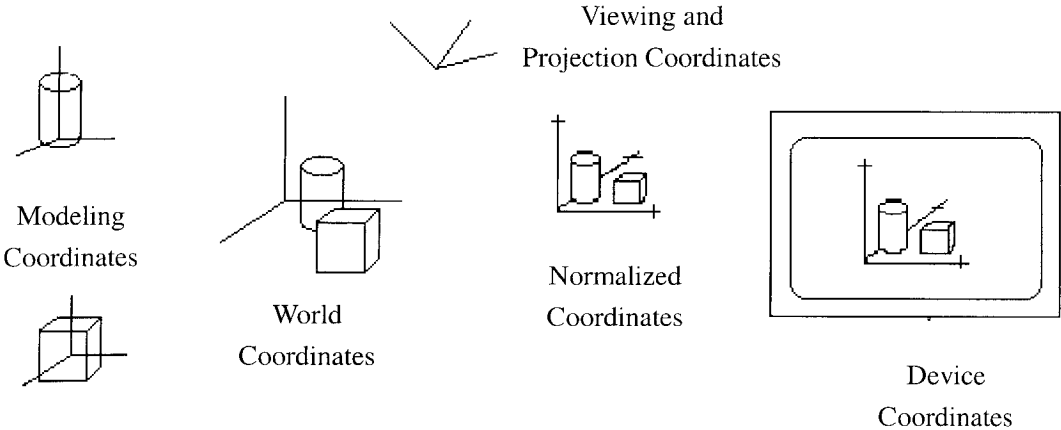 Viewing and
Projection Coordinates
Modeling
Coordinates
World
Coordinates
Normalized
Coordinates
Device
Coordinates